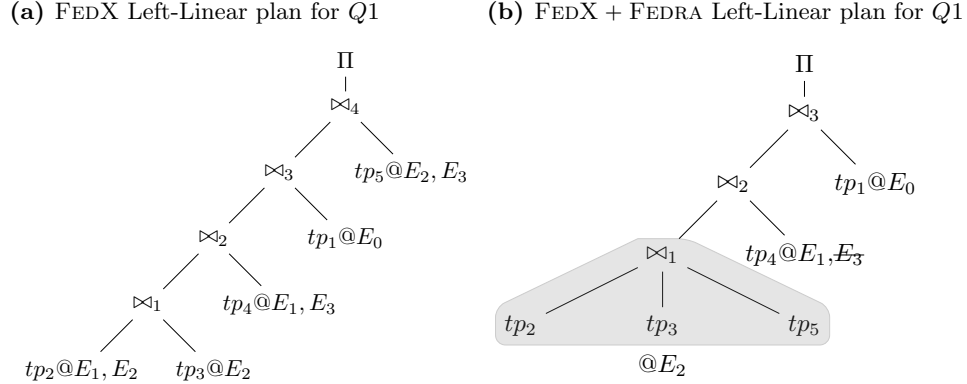 (a) FEDX Left-Linear plan for Q1
Π
⋈4
⋈3
tp5@E2, E3
⋈2
tp1@E0
⋈1
tp4@E1, E3
tp2@E1, E2
tp3@E2
(b) FEDX + FEDRA Left-Linear plan for Q1
Π
⋈3
⋈2
tp1@E0
⋈1
tp4@E1,E3
tp2
tp3
tp5
@E2